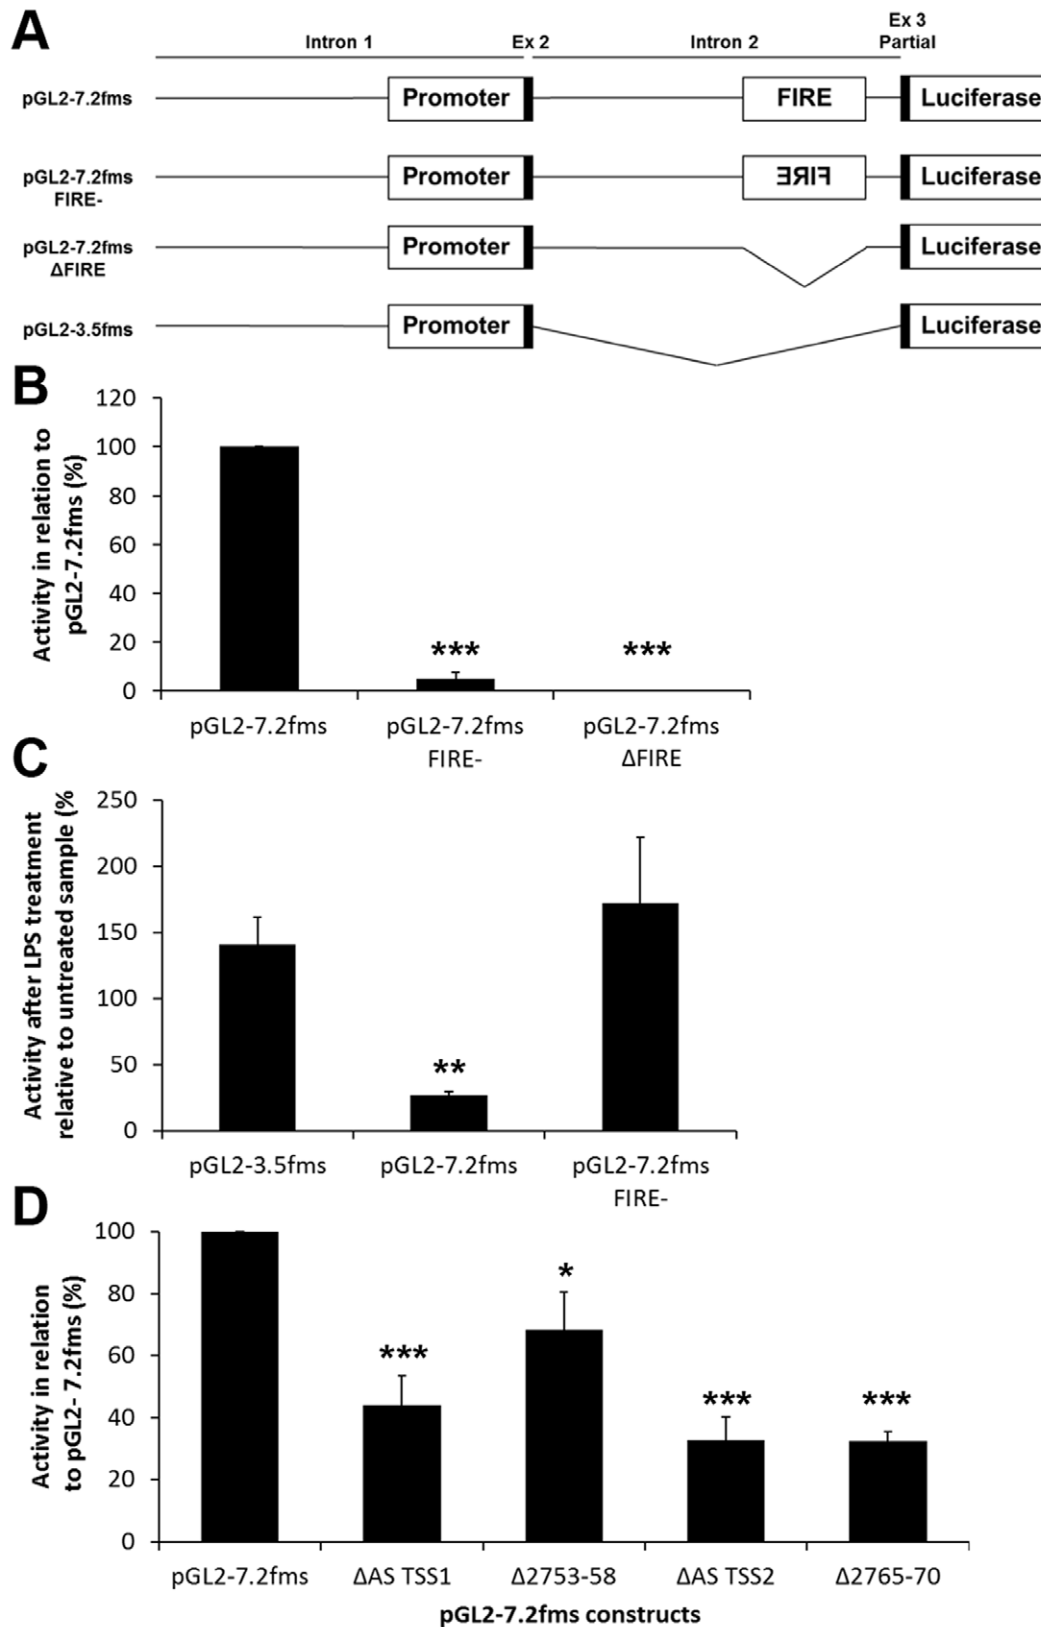 A
Intron 1
Ex 2
Intron 2
Ex 3
Partial
pGL2-7.2fms
Promoter
FIRE
Luciferase
pGL2-7.2fms
FIRE-
Promoter
FIRE
Luciferase
pGL2-7.2fms
ΔFIRE
Promoter
Luciferase
pGL2-3.5fms
Promoter
Luciferase
B
Activity in relation to
pGL2-7.2fms (%)
120
100
80
60
40
20
0
***
***
pGL2-7.2fms
pGL2-7.2fms
FIRE-
pGL2-7.2fms
ΔFIRE
C
Activity after LPS treatment
relative to untreated sample (%
250
200
150
100
50
0
**
pGL2-3.5fms
pGL2-7.2fms
pGL2-7.2fms
FIRE-
D
Activity in relation
to pGL2- 7.2fms (%)
100
80
60
40
20
0
***
*
***
***
pGL2-7.2fms
ΔAS TSS1
Δ2753-58
ΔAS TSS2
Δ2765-70
pGL2-7.2fms constructs